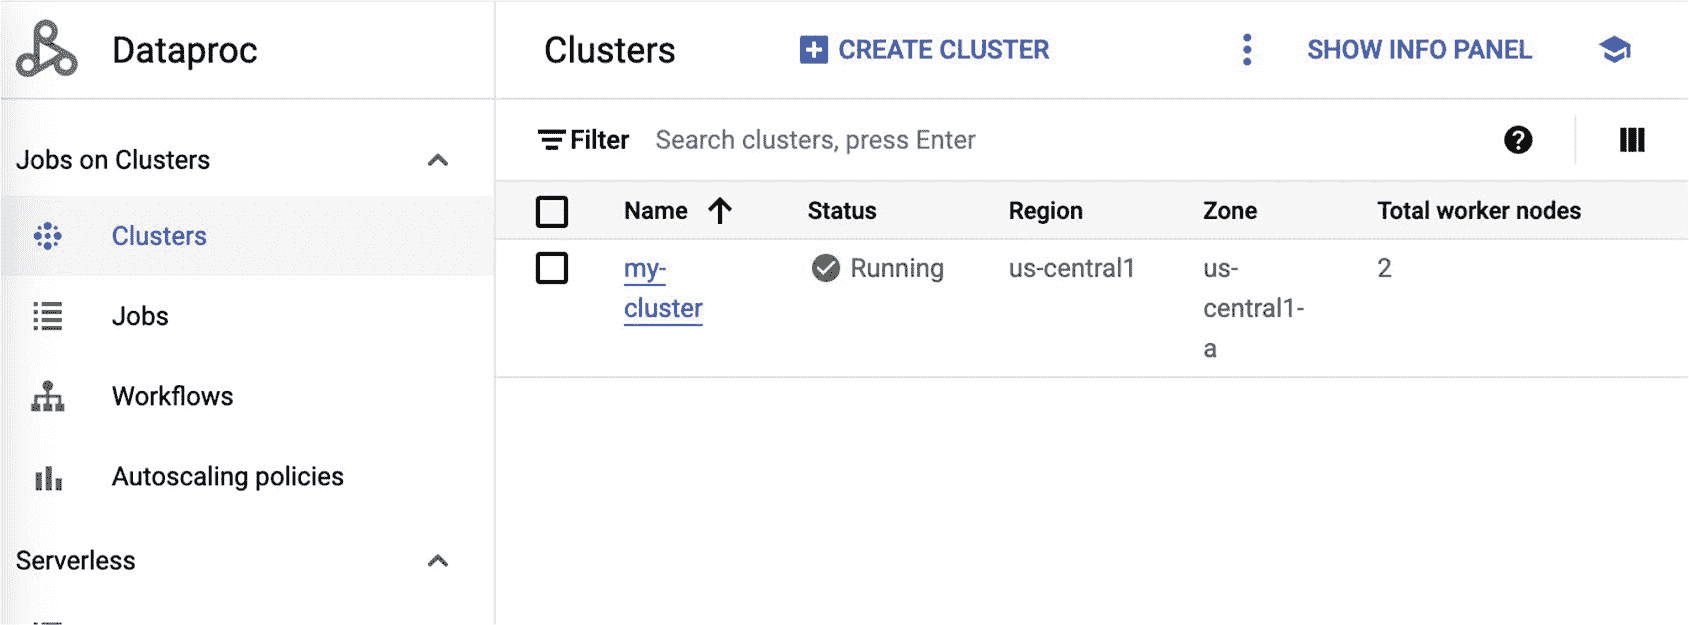 Dataproc
Clusters
CREATE CLUSTER
SHOW INFO PANEL
Jobs on Clusters
Clusters
Jobs
Workflows
Autoscaling policies
Serverless
Filter Search clusters, press Enter
Name Status Region Zone Total worker nodes
my- Running us-central1 us- 2
cluster central1-
a